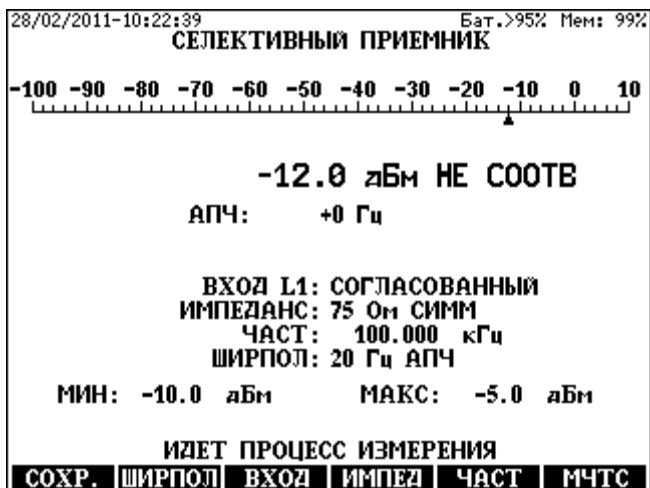 28/02/2011-10:22:39 Бат.>95% Мем: 99%
СЕЛЕКТИВНЫЙ ПРИЕМНИК
-100 -90 -80 -70 -60 -50 -40 -30 -20 -10 0 10
-12.0 дБм НЕ СООТВ
АПЧ: +0 Гц
ВХОД L1: СОГЛАСОВАННЫЙ
ИМПЕДАНС: 75 Ом СИММ
ЧАСТ: 100.000 кГц
ШИРПОЛ: 20 Гц АПЧ
МИН: -10.0 дБм МАКС: -5.0 дБм
ИДЕТ ПРОЦЕСС ИЗМЕРЕНИЯ
СОХР. ШИРПОЛ ВХОД ИМПЕД ЧАСТ МЧТС